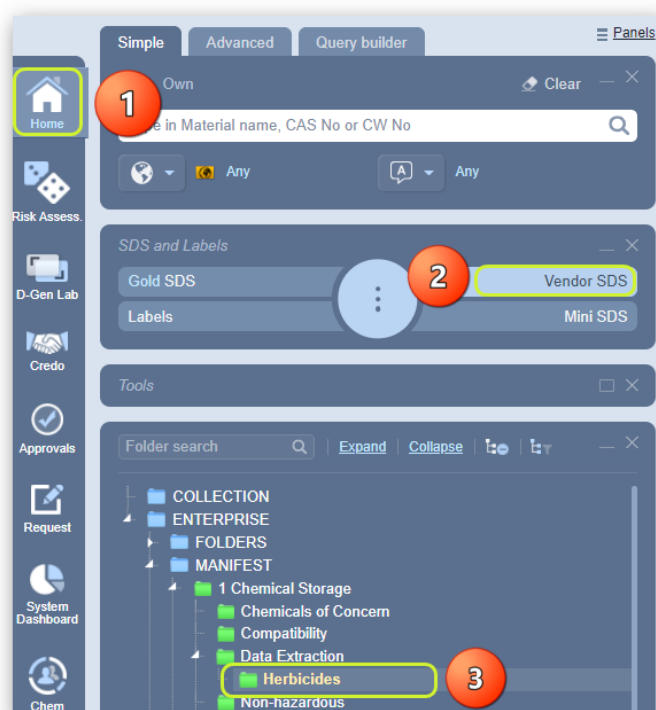 Panels
Simple
Advanced
Query builder
Home
1
Own
Clear
in Material name, CAS No or CW No
Any
A
Any
Risk Assess.
SDS and Labels
2
Gold SDS
Vendor SDS
D-Gen Lab
Labels
Mini SDS
Credo
Tools
Approvals
Folder search
Expand
Collapse
COLLECTION
ENTERPRISE
Request
FOLDERS
MANIFEST
1 Chemical Storage
System
Dashboard
Chemicals of Concern
Compatibility
Data Extraction
Herbicides
3
Chem
Non-hazardous